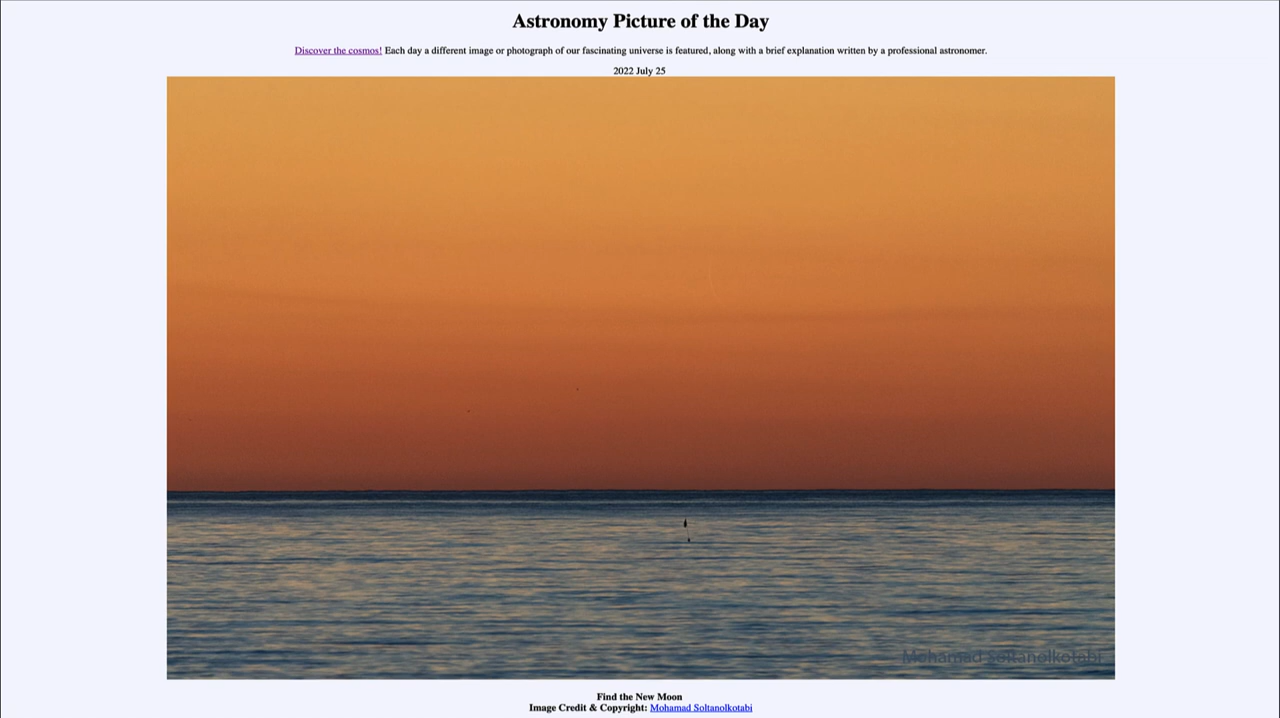 Astronomy Picture of the Day
Discover the cosmos! Each day a different image or photograph of our fascinating universe is featured, along with a brief explanation written by a professional astronomer.
2022 July 25
Mohamad Soltanolkotabi
Find the New Moon
Image Credit & Copyright: Mohamad Soltanolkotabi